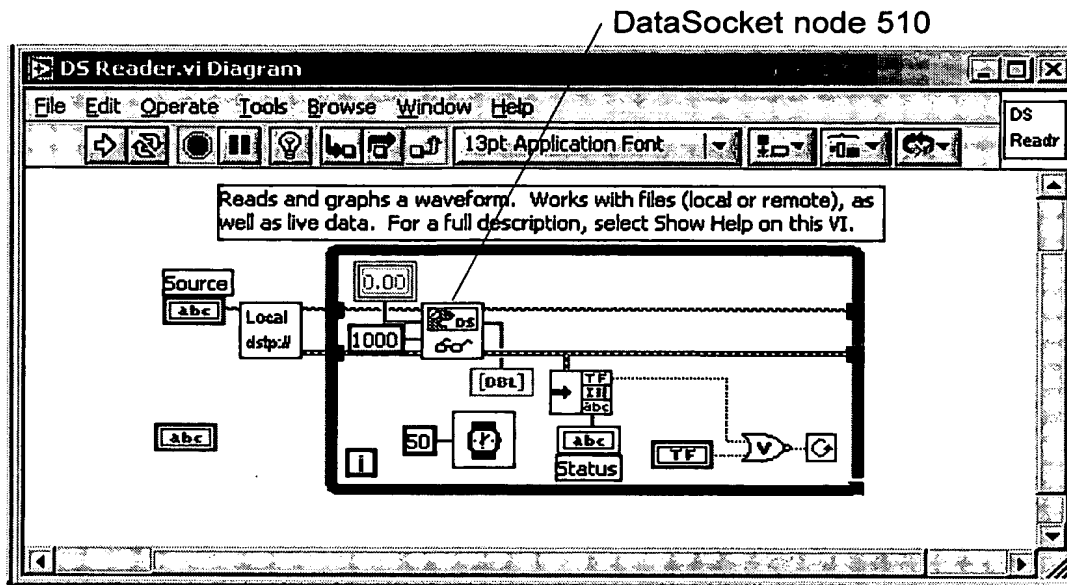 DataSocket node 510
DS Reader.vi Diagram
File Edit Operate Tools Browse Window Help
DS
Readr
13pt Application Font
Reads and graphs a waveform. Works with files (local or remote), as
well as live data. For a full description, select Show Help on this VI.
Source
abc
Local
dstp://
0.00
1000
DS
[DBL]
TF
abc
abc
50
abc
Status
TF
V
i